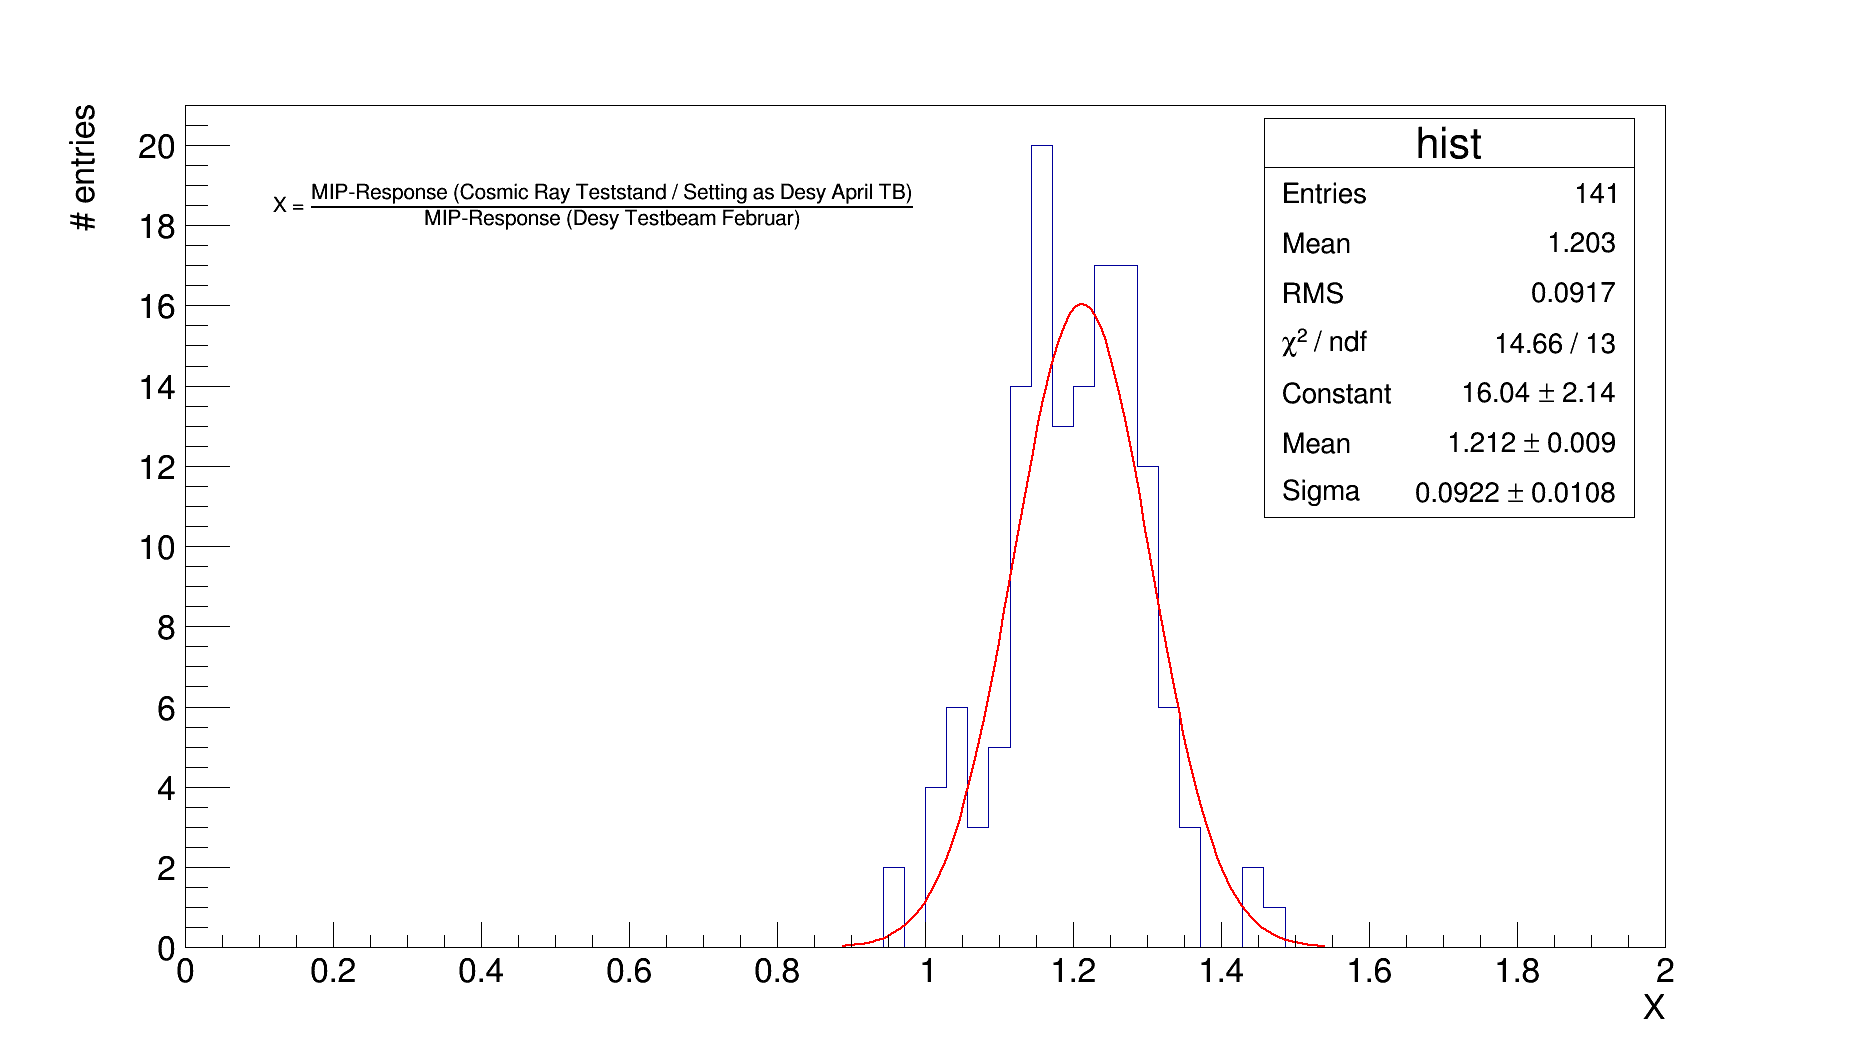 # entries
20
18
16
14
12
10
8
6
4
2
0
X = MIP-Response (Cosmic Ray Teststand / Setting as Desy April TB)
MIP-Response (Desy Testbeam Februar)
hist
Entries 141
Mean 1.203
RMS 0.0917
χ² / ndf 14.66 / 13
Constant 16.04 ± 2.14
Mean 1.212 ± 0.009
Sigma 0.0922 ± 0.0108
0 0.2 0.4 0.6 0.8 1 1.2 1.4 1.6 1.8 2
X